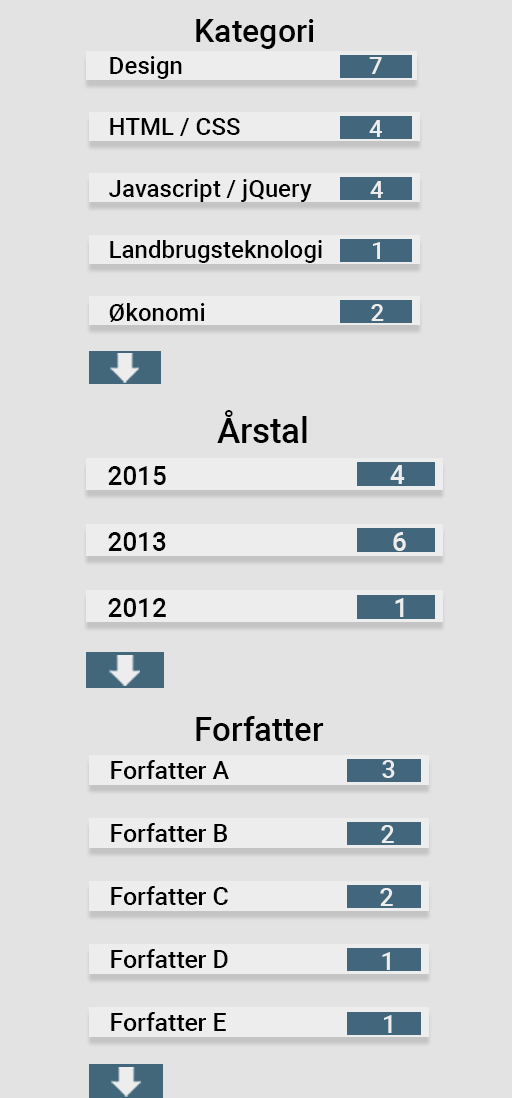 Kategori
Design 7
HTML / CSS 4
Javascript / jQuery 4
Landbrugsteknologi 1
Økonomi 2
Årstal
2015 4
2013 6
2012 1
Forfatter
Forfatter A 3
Forfatter B 2
Forfatter C 2
Forfatter D 1
Forfatter E 1